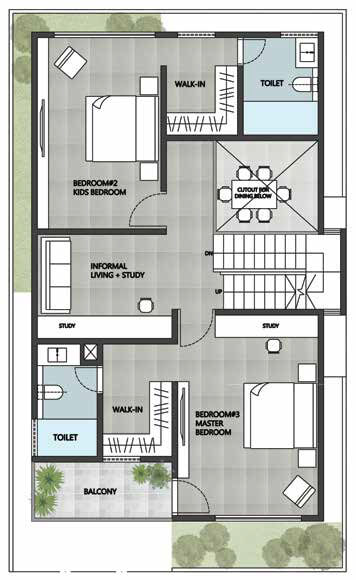 WALK-IN
TOILET
BEDROOM#2
KIDS BEDROOM
CUTOUT FOR
DINING BELOW
DN
INFORMAL
LIVING + STUDY
UP
STUDY
STUDY
WALK-IN
BEDROOM#3
MASTER
BEDROOM
TOILET
BALCONY